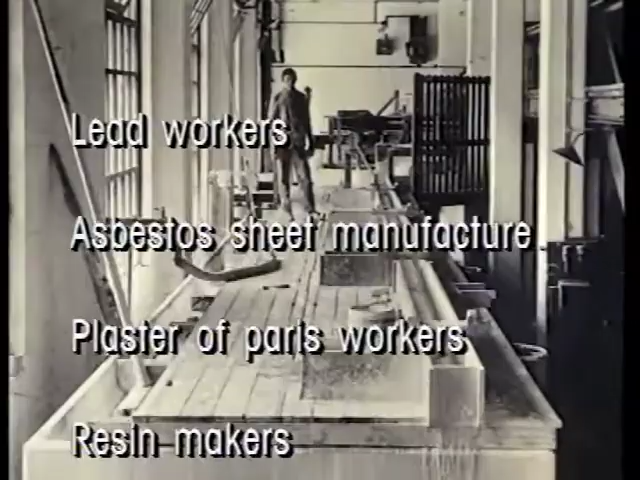 Lead workers
Asbestos sheet manufacture
Plaster of paris workers
Resin makers